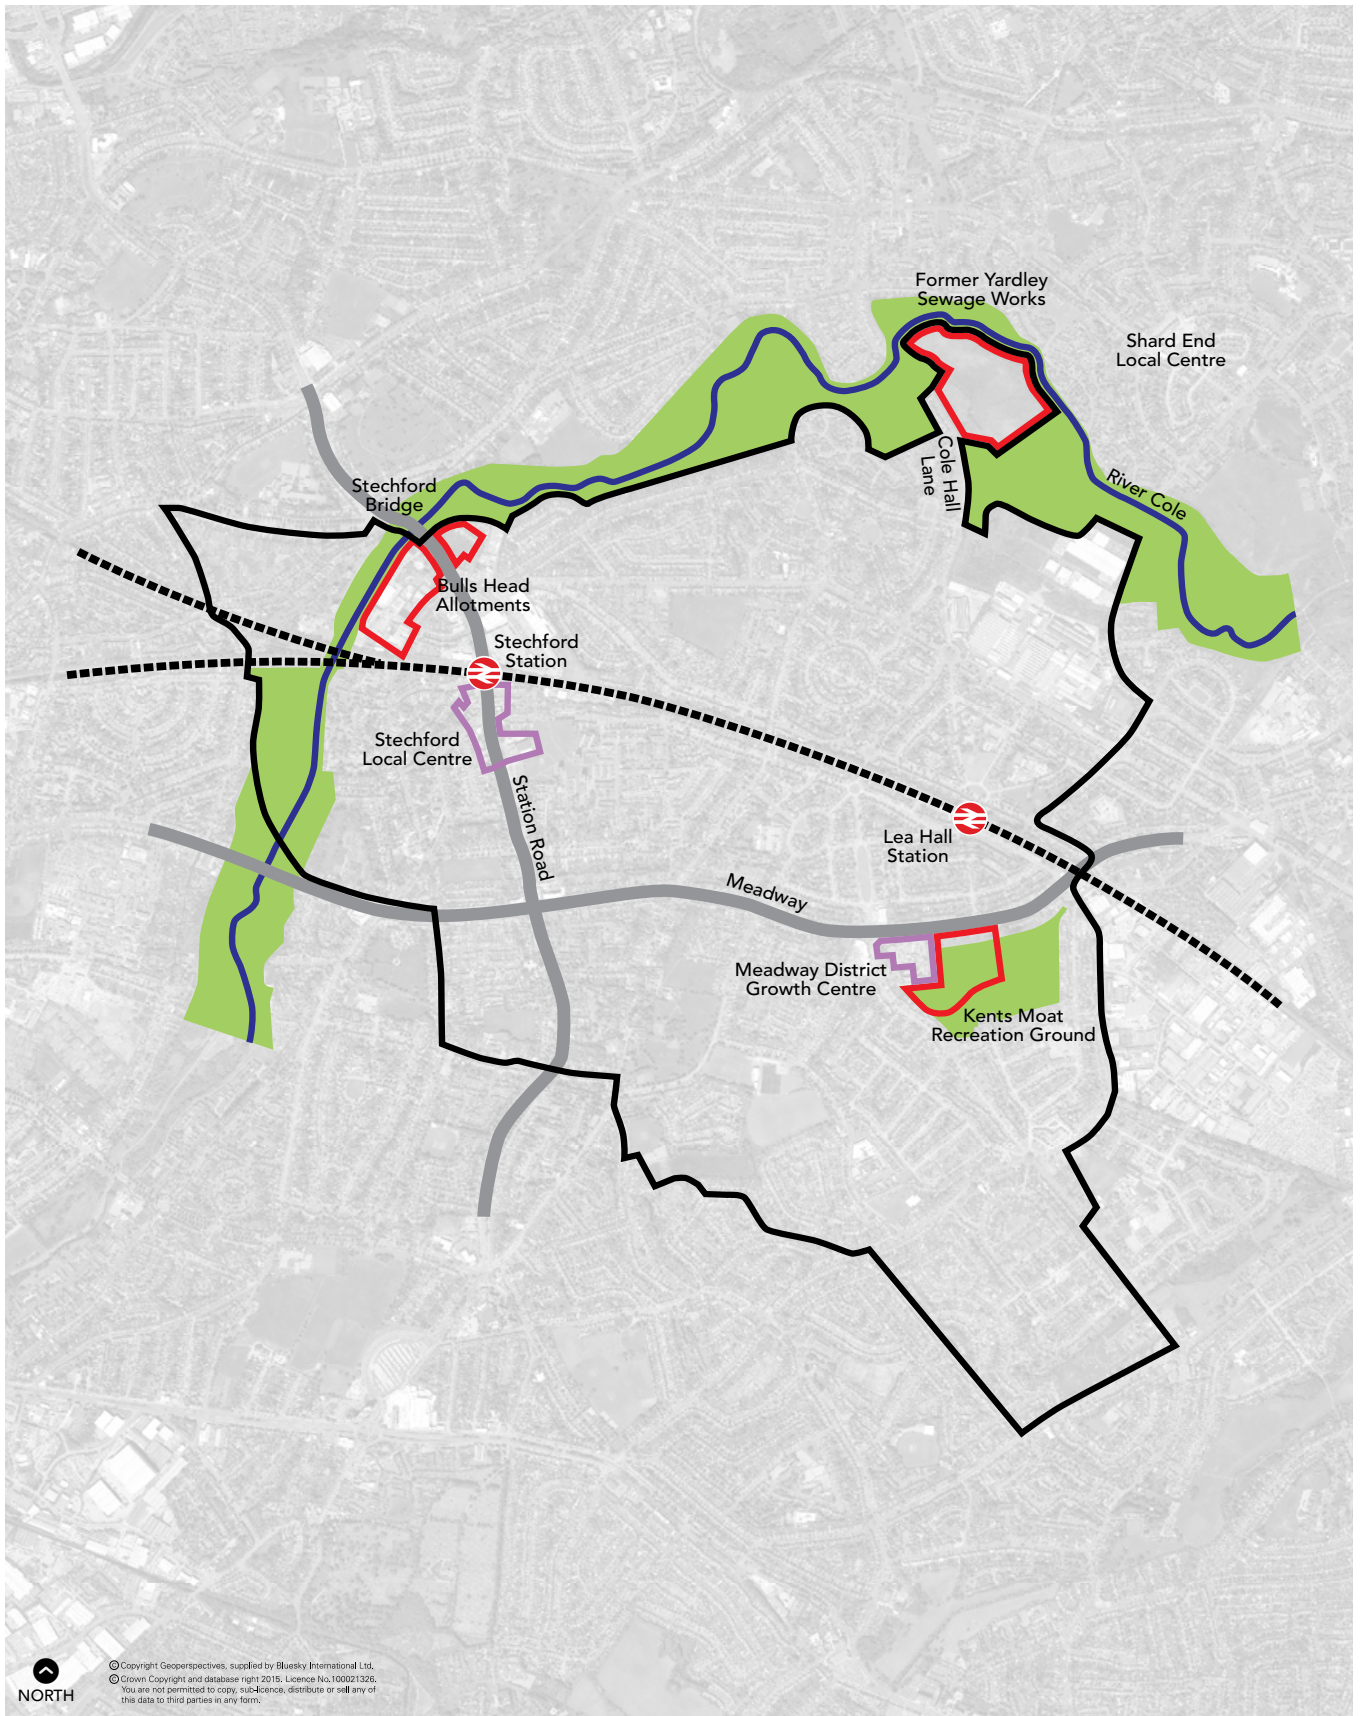 Former Yardley
Sewage Works
Shard End
Local Centre
Cole Hall
Lane
River Cole
Stechford
Bridge
Bulls Head
Allotments
Stechford
Station
Stechford
Local Centre
Station Road
Lea Hall
Station
Meadway
Meadway District
Growth Centre
Kents Moat
Recreation Ground
NORTH
© Copyright Geoperspectives, supplied by Bluesky International Ltd.
© Crown Copyright and database right 2015. Licence No.100021326.
You are not permitted to copy, sub-licence, distribute or sell any of
this data to third parties in any form.